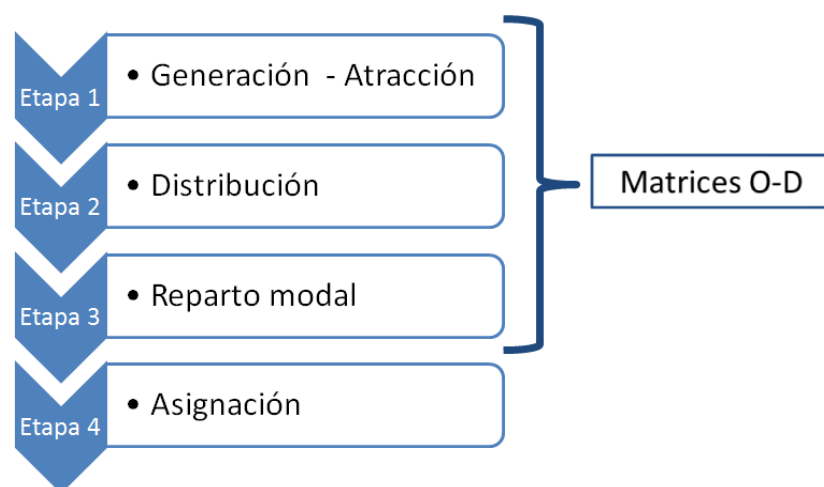 Etapa 1
• Generación - Atracción
Etapa 2
• Distribución
Etapa 3
• Reparto modal
Etapa 4
• Asignación
Matrices O-D